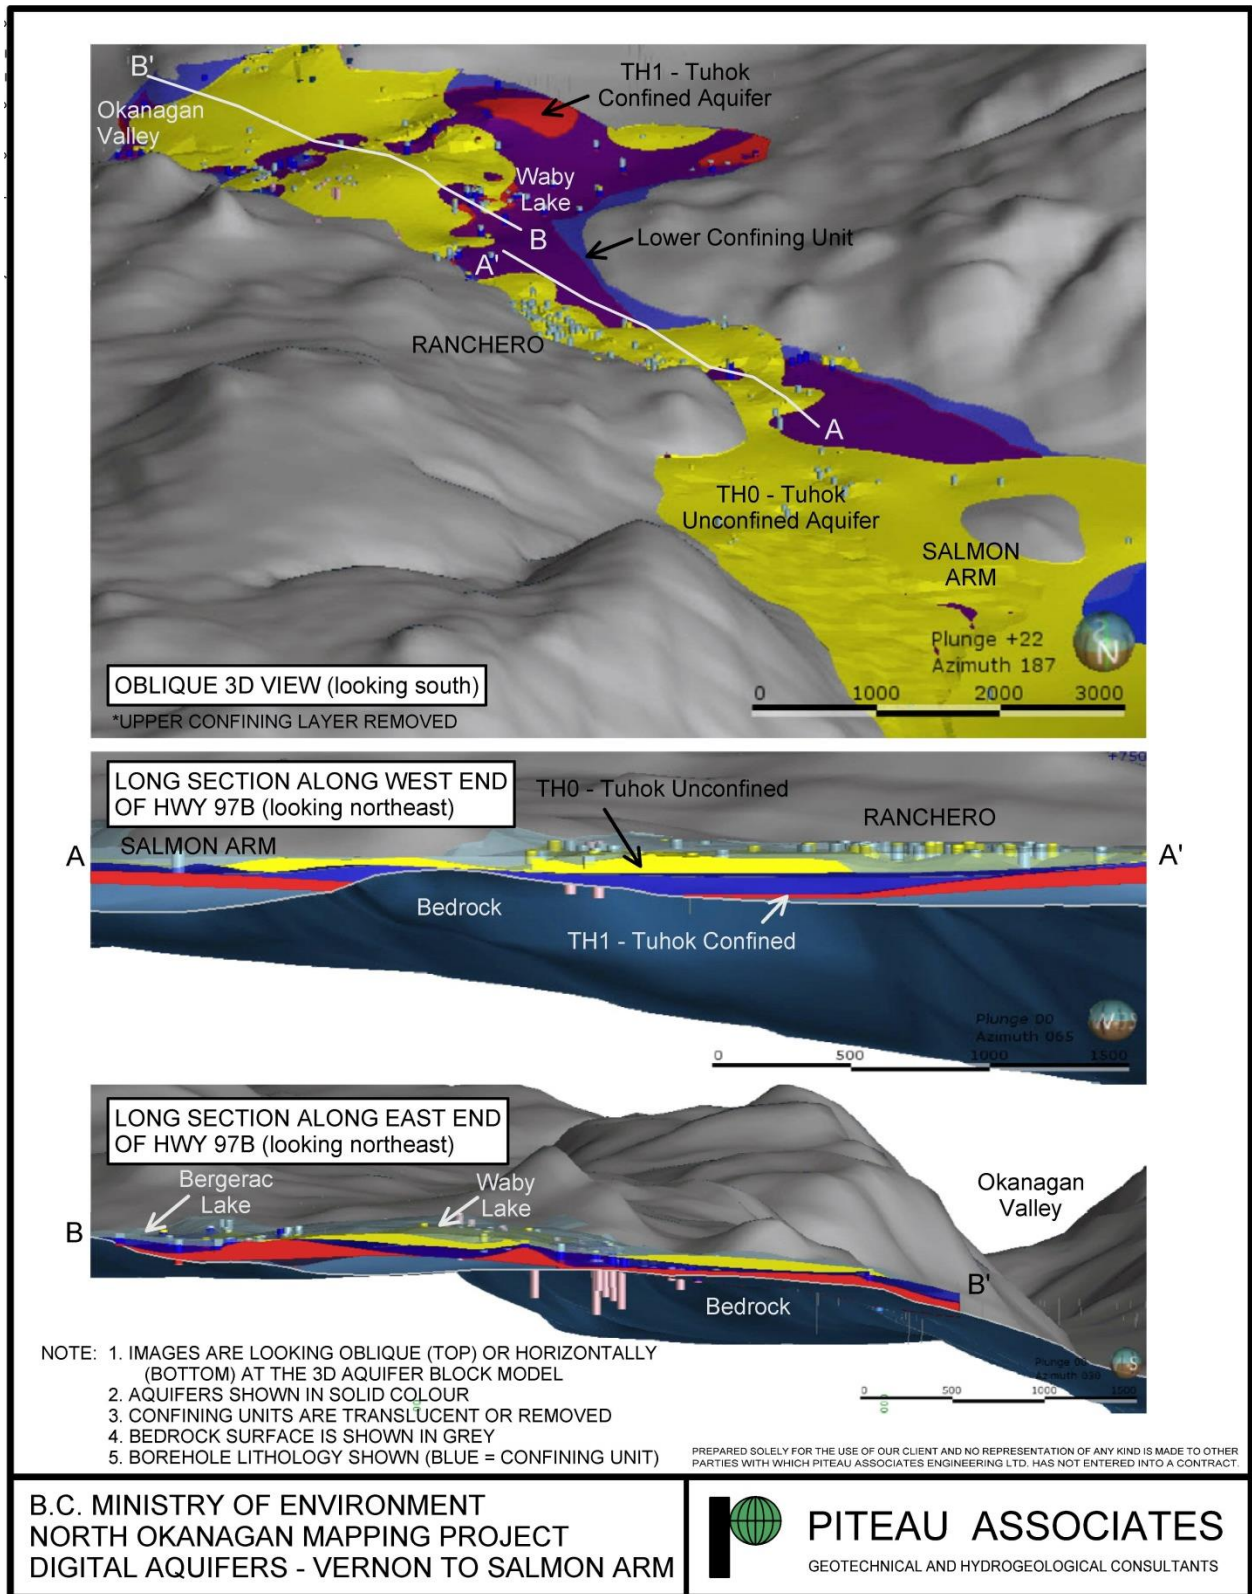 B'
Okanagan
Valley
TH1 - Tuhok
Confined Aquifer
Waby
Lake
B
A'
Lower Confining Unit
RANCHERO
A
TH0 - Tuhok
Unconfined Aquifer
SALMON
ARM
Plunge +22
Azimuth 187
N
0 1000 2000 3000
OBLIQUE 3D VIEW (looking south)
*UPPER CONFINING LAYER REMOVED
LONG SECTION ALONG WEST END
OF HWY 97B (looking northeast)
+750
TH0 - Tuhok Unconfined
RANCHERO
SALMON ARM
A
A'
Bedrock
TH1 - Tuhok Confined
Plunge 00
Azimuth 065
0 500 1000 1500
LONG SECTION ALONG EAST END
OF HWY 97B (looking northeast)
Bergerac
Lake
Waby
Lake
Okanagan
Valley
B
B'
Bedrock
Plunge 00
Azimuth 030
S
0 500 1000 1500
NOTE: 1. IMAGES ARE LOOKING OBLIQUE (TOP) OR HORIZONTALLY
(BOTTOM) AT THE 3D AQUIFER BLOCK MODEL
2. AQUIFERS SHOWN IN SOLID COLOUR
3. CONFINING UNITS ARE TRANSLUCENT OR REMOVED
4. BEDROCK SURFACE IS SHOWN IN GREY
5. BOREHOLE LITHOLOGY SHOWN (BLUE = CONFINING UNIT)
PREPARED SOLELY FOR THE USE OF OUR CLIENT AND NO REPRESENTATION OF ANY KIND IS MADE TO OTHER
PARTIES WITH WHICH PITEAU ASSOCIATES ENGINEERING LTD. HAS NOT ENTERED INTO A CONTRACT.
B.C. MINISTRY OF ENVIRONMENT
NORTH OKANAGAN MAPPING PROJECT
DIGITAL AQUIFERS - VERNON TO SALMON ARM
PITEAU ASSOCIATES
GEOTECHNICAL AND HYDROGEOLOGICAL CONSULTANTS